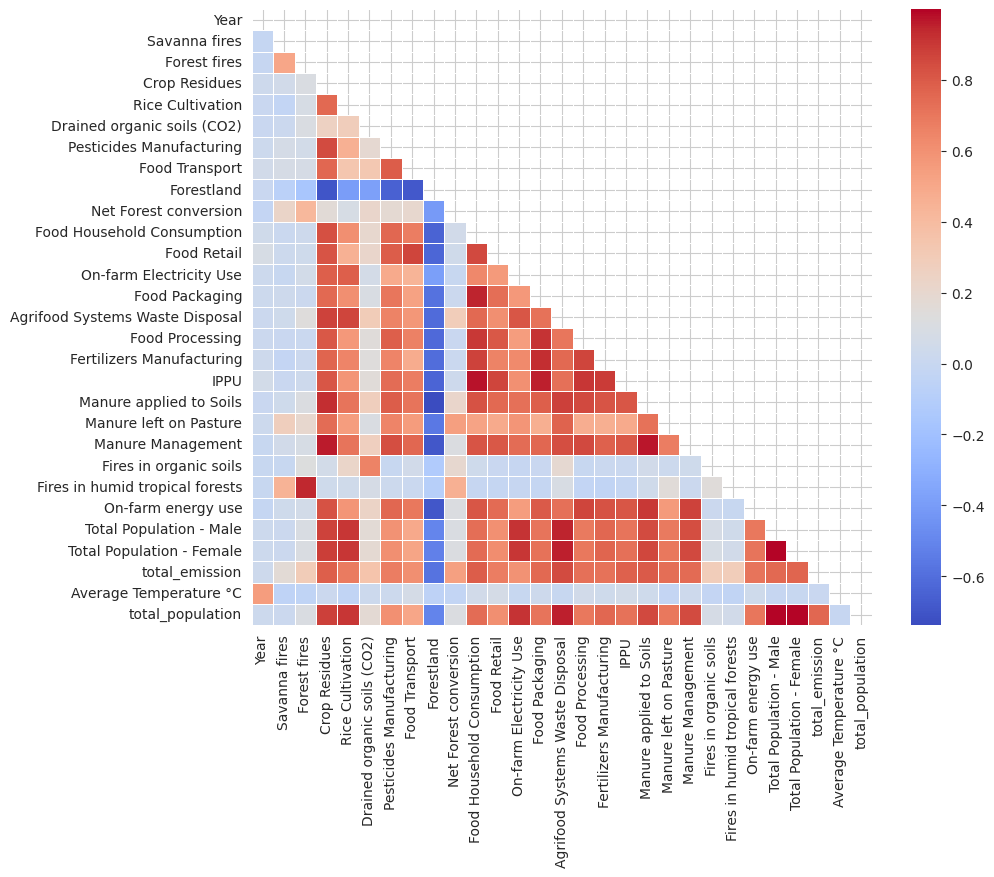 Year
Savanna fires
Forest fires
Crop Residues
Rice Cultivation
Drained organic soils (CO2)
Pesticides Manufacturing
Food Transport
Forestland
Net Forest conversion
Food Household Consumption
Food Retail
On-farm Electricity Use
Food Packaging
Agrifood Systems Waste Disposal
Food Processing
Fertilizers Manufacturing
IPPU
Manure applied to Soils
Manure left on Pasture
Manure Management
Fires in organic soils
Fires in humid tropical forests
On-farm energy use
Total Population - Male
Total Population - Female
total_emission
Average Temperature °C
total_population
Year
Savanna fires
Forest fires
Crop Residues
Rice Cultivation
Drained organic soils (CO2)
Pesticides Manufacturing
Food Transport
Forestland
Net Forest conversion
Food Household Consumption
Food Retail
On-farm Electricity Use
Food Packaging
Agrifood Systems Waste Disposal
Food Processing
Fertilizers Manufacturing
IPPU
Manure applied to Soils
Manure left on Pasture
Manure Management
Fires in organic soils
Fires in humid tropical forests
On-farm energy use
Total Population - Male
Total Population - Female
total_emission
Average Temperature °C
total_population
0.8
0.6
0.4
0.2
0.0
−0.2
−0.4
−0.6